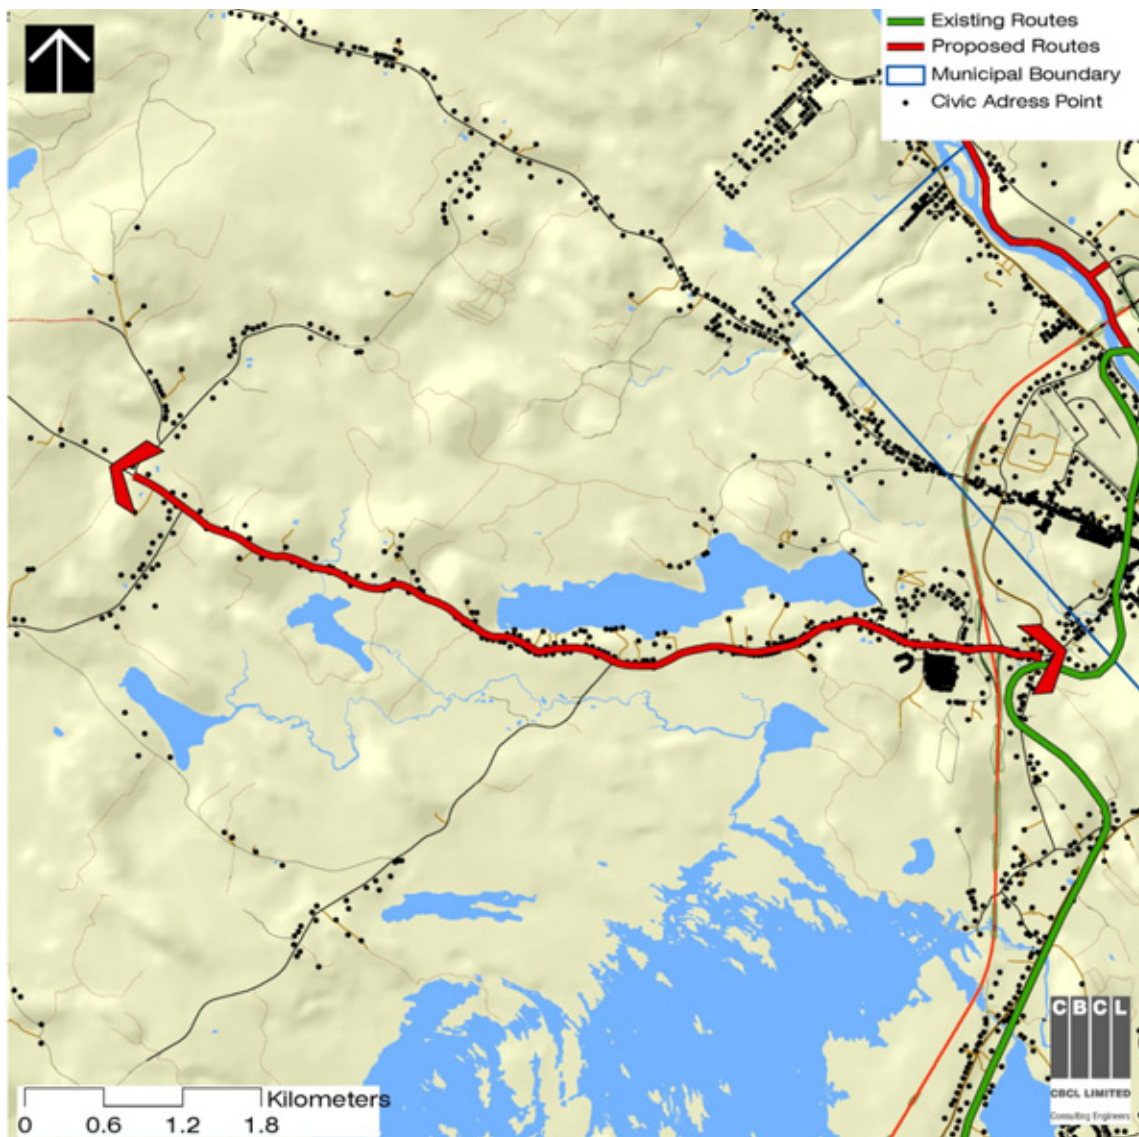 Existing Routes
Proposed Routes
Municipal Boundary
Civic Adress Point
C B C L
CBCL LIMITED
Consulting Engineers
Kilometers
0 0.6 1.2 1.8